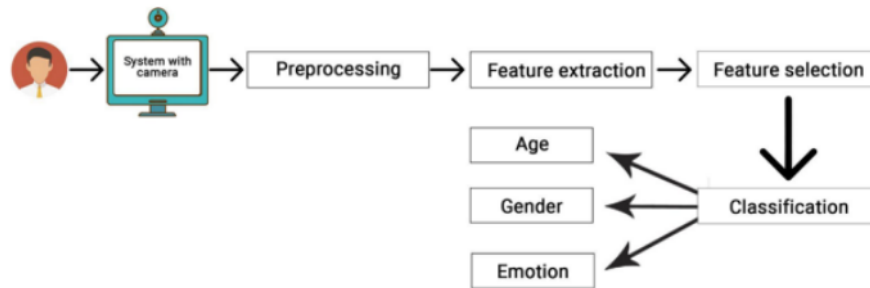 System with
camera
Preprocessing
Feature extraction
Feature selection
Age
Gender
Classification
Emotion